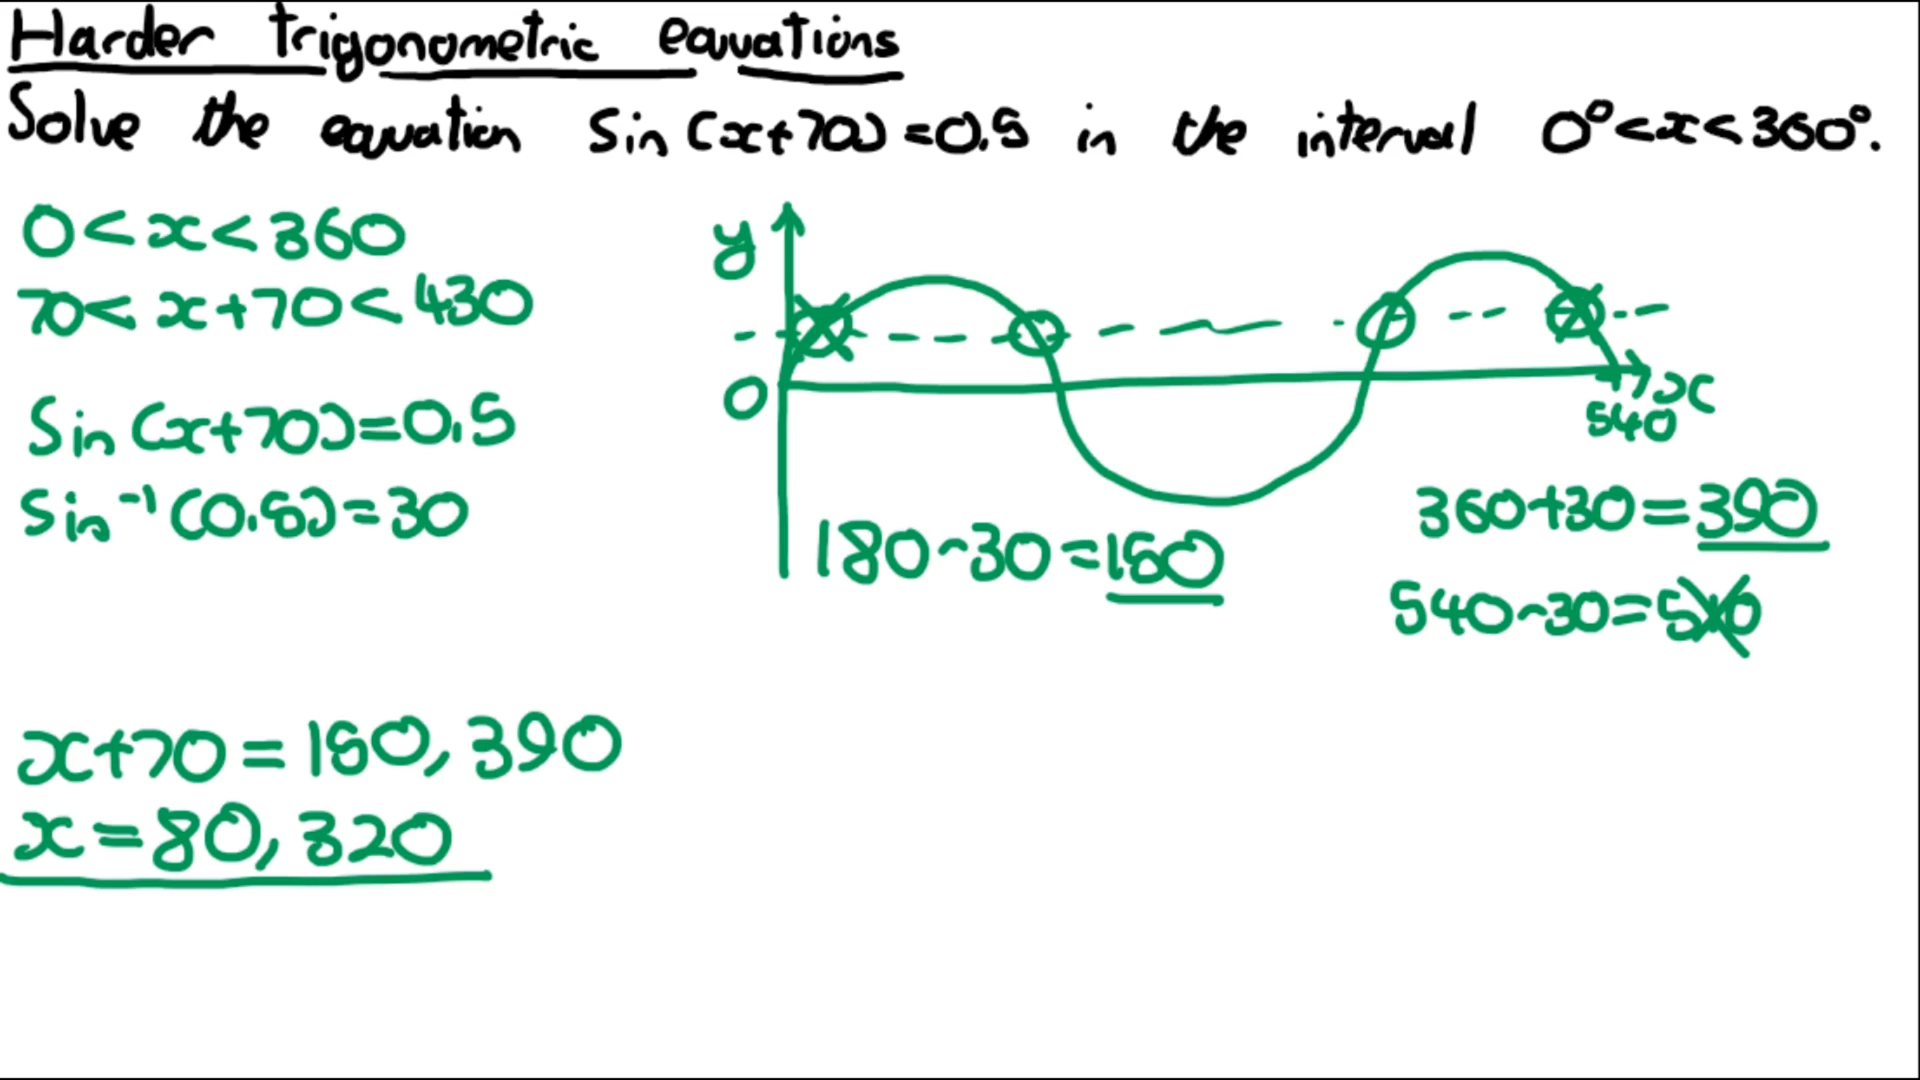 Harder trigonometric equations
Solve the equation Sin (x+70) = 0.5 in the interval 0° < x < 360°.
0 < x < 360
70 < x + 70 < 430
Sin (x+70) = 0.5
Sin⁻¹ (0.5) = 30
y
0
x
540
180 - 30 = 150
360 + 30 = 390
540 - 30 = 510
x + 70 = 150, 390
x = 80, 320